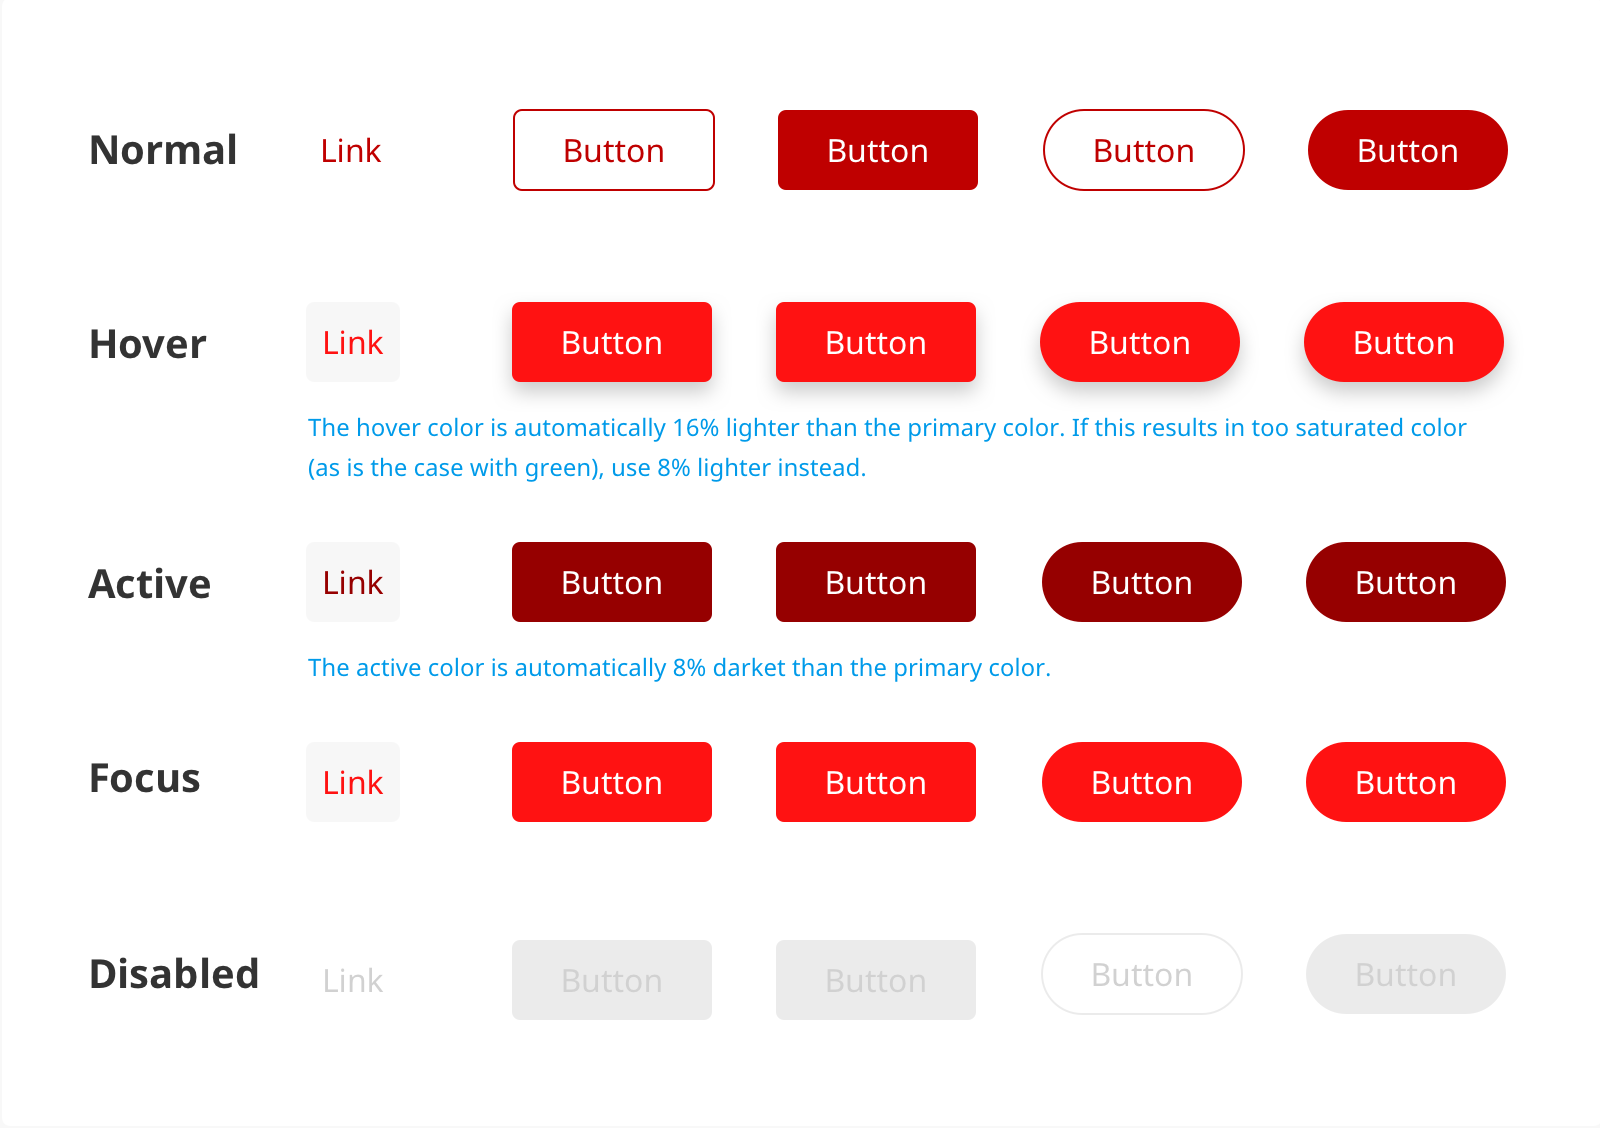 Normal Link Button Button Button Button
Hover Link Button Button Button Button
The hover color is automatically 16% lighter than the primary color. If this results in too saturated color
(as is the case with green), use 8% lighter instead.
Active Link Button Button Button Button
The active color is automatically 8% darket than the primary color.
Focus Link Button Button Button Button
Disabled Link Button Button Button Button